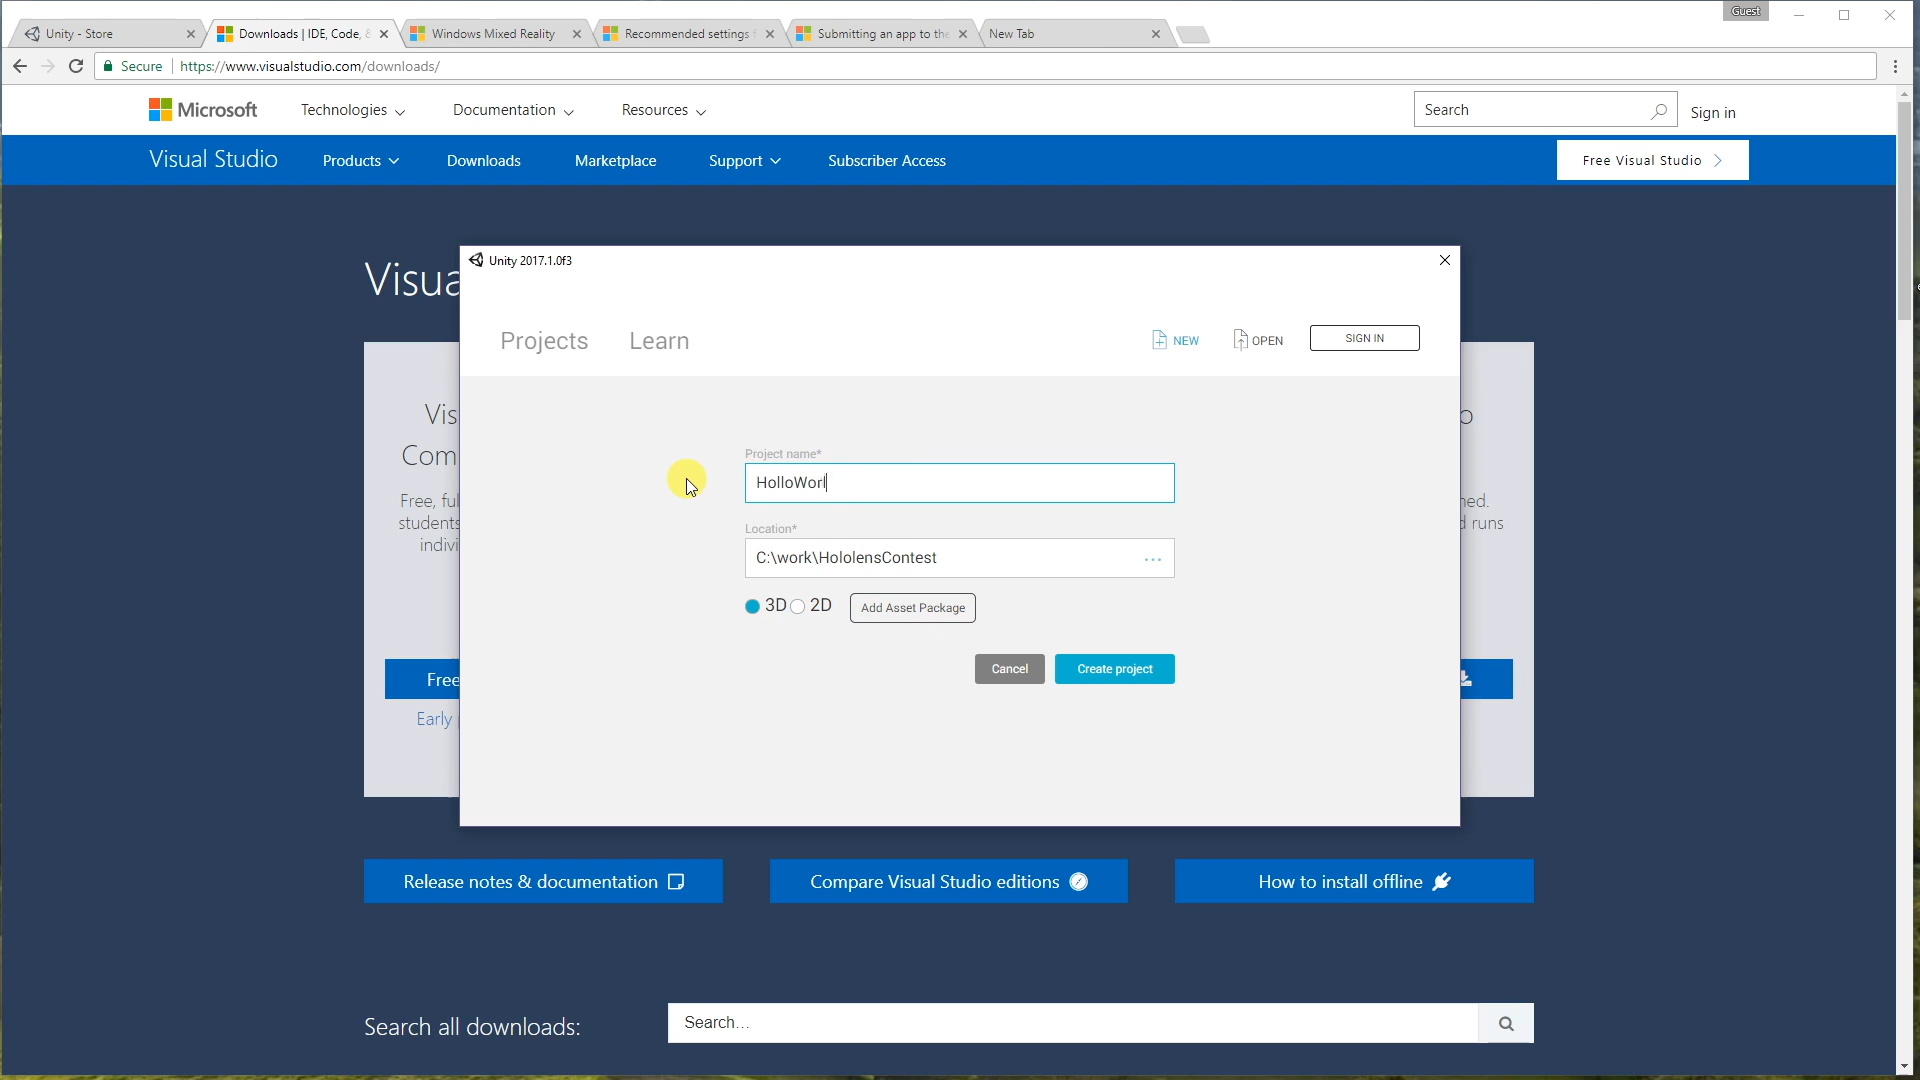 Guest
Unity - Store
Downloads | IDE, Code, &
Windows Mixed Reality
Recommended settings f
Submitting an app to the
New Tab
Secure
https://www.visualstudio.com/downloads/
Microsoft
Technologies
Documentation
Resources
Search
Sign in
Visual Studio
Products
Downloads
Marketplace
Support
Subscriber Access
Free Visual Studio
Visua
Unity 2017.1.0f3
Projects
Learn
NEW
OPEN
SIGN IN
Vis
Com
Free, ful
students
indivi
ned.
d runs
Project name*
HolloWorl
Location*
C:\work\HololensContest
...
3D
2D
Add Asset Package
Cancel
Create project
Free
Early
Release notes & documentation
Compare Visual Studio editions
How to install offline
Search all downloads:
Search...